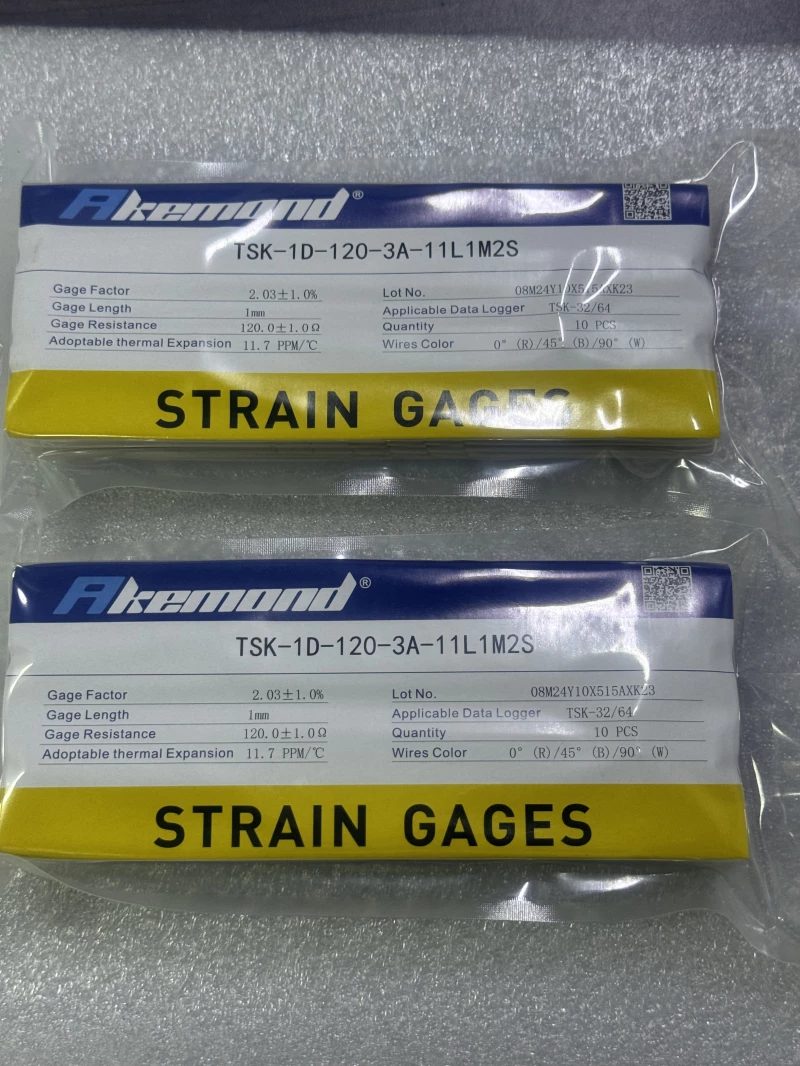 Akemond®
TSK-1D-120-3A-11L1M2S
Gage Factor 2.03±1.0% Lot No. 08M24Y10X515AXK23
Gage Length 1mm Applicable Data Logger TSK-32/64
Gage Resistance 120.0±1.0Ω Quantity 10 PCS
Adoptable thermal Expansion 11.7 PPM/℃ Wires Color 0° (R)/45° (B)/90° (W)
STRAIN GAGES
Akemond®
TSK-1D-120-3A-11L1M2S
Gage Factor 2.03±1.0% Lot No. 08M24Y10X515AXK23
Gage Length 1mm Applicable Data Logger TSK-32/64
Gage Resistance 120.0±1.0Ω Quantity 10 PCS
Adoptable thermal Expansion 11.7 PPM/℃ Wires Color 0° (R)/45° (B)/90° (W)
STRAIN GAGES